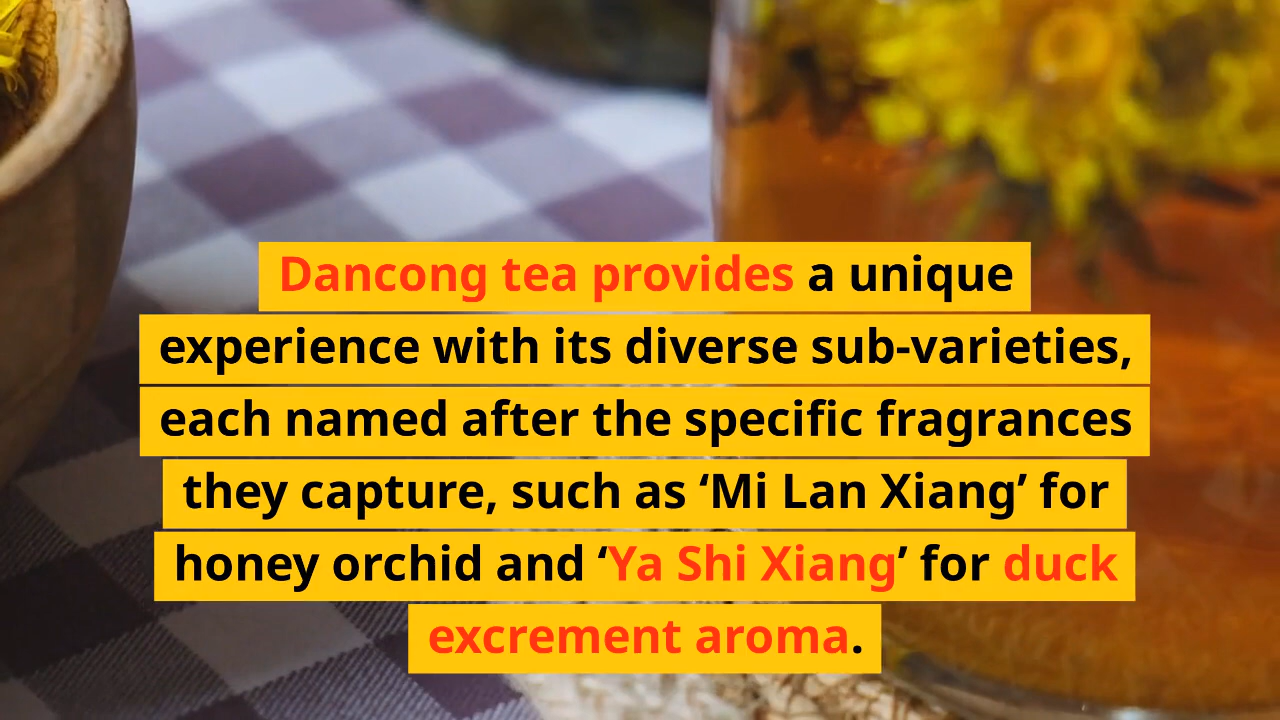 Dancong tea provides a unique
experience with its diverse sub-varieties,
each named after the specific fragrances
they capture, such as ‘Mi Lan Xiang’ for
honey orchid and ‘Ya Shi Xiang’ for duck
excrement aroma.